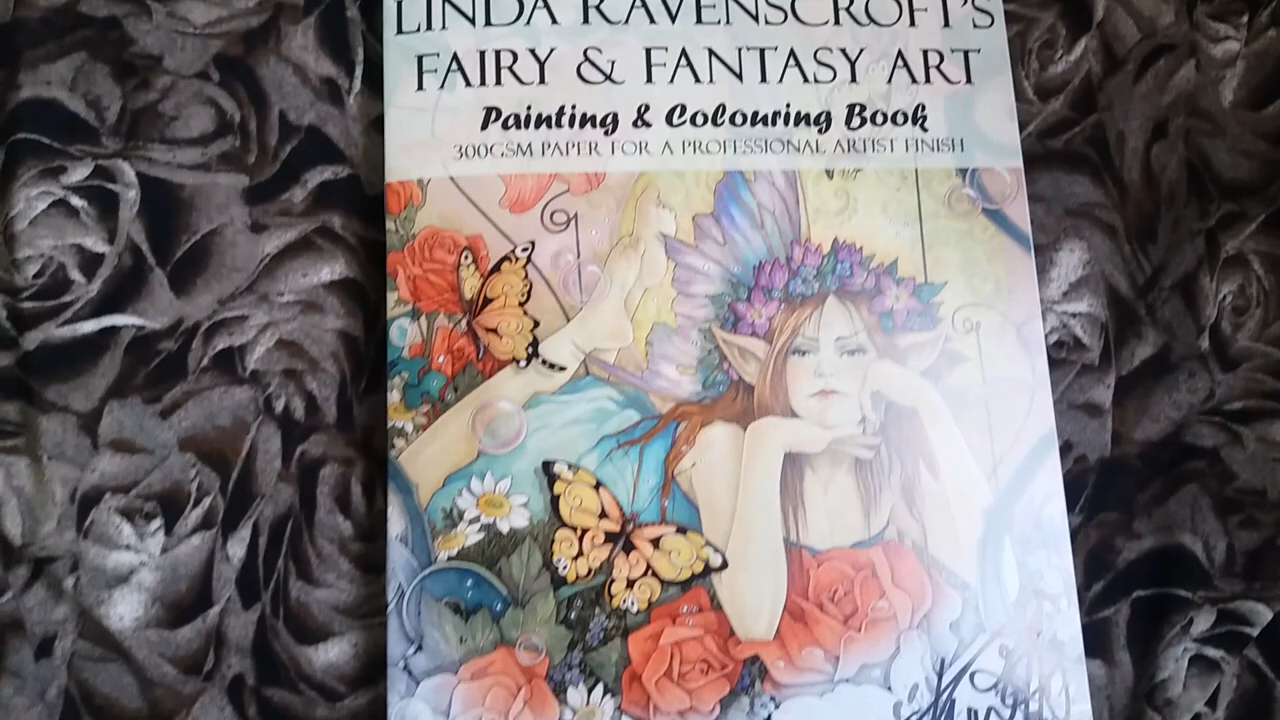 LINDA RAVENSCROFT'S
FAIRY & FANTASY ART
Painting & Colouring Book
300GSM PAPER FOR A PROFESSIONAL ARTIST FINISH